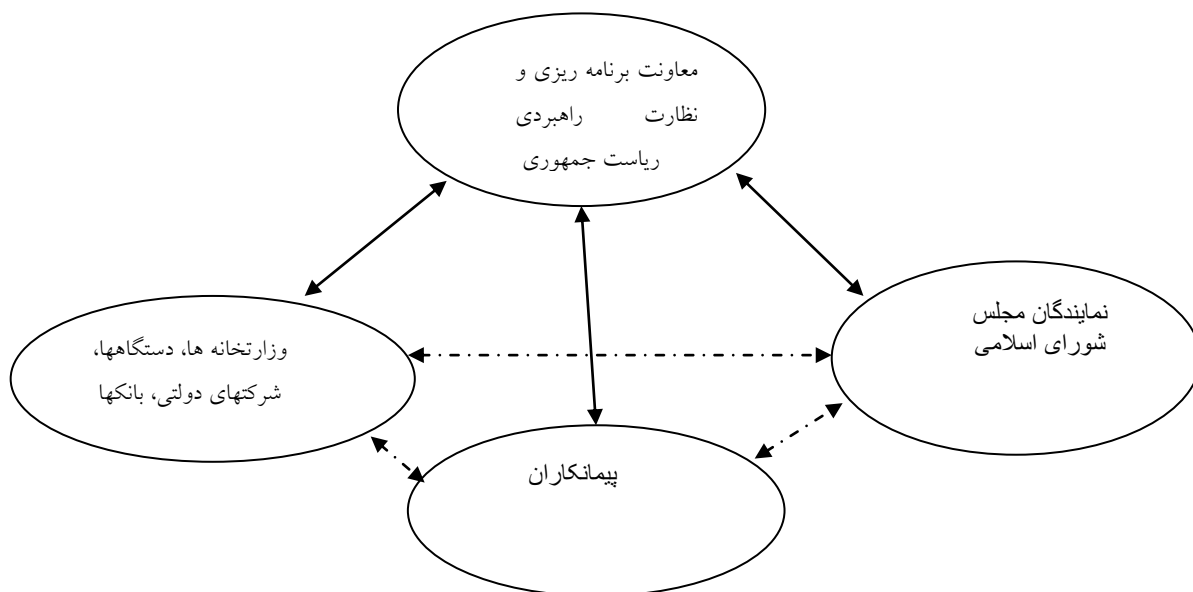 معاونت برنامه ریزی و
نظارت راهبردی
ریاست جمهوری
نمایندگان مجلس
شورای اسلامی
وزارتخانه ها، دستگاهها،
شرکتهای دولتی، بانکها
پیمانکاران